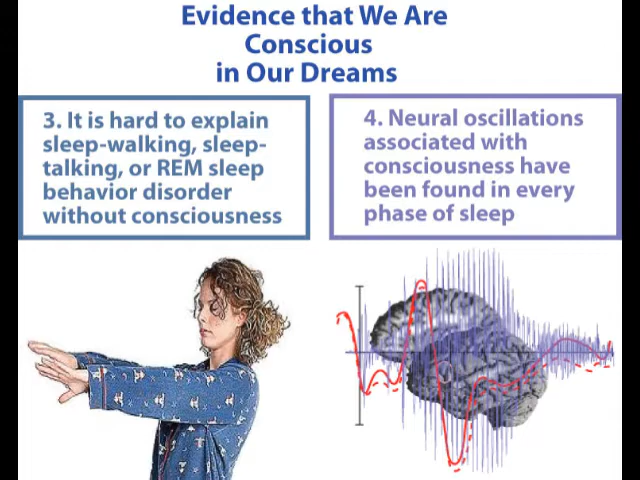 Evidence that We Are
Conscious
in Our Dreams
3. It is hard to explain
sleep-walking, sleep-
talking, or REM sleep
behavior disorder
without consciousness
4. Neural oscillations
associated with
consciousness have
been found in every
phase of sleep